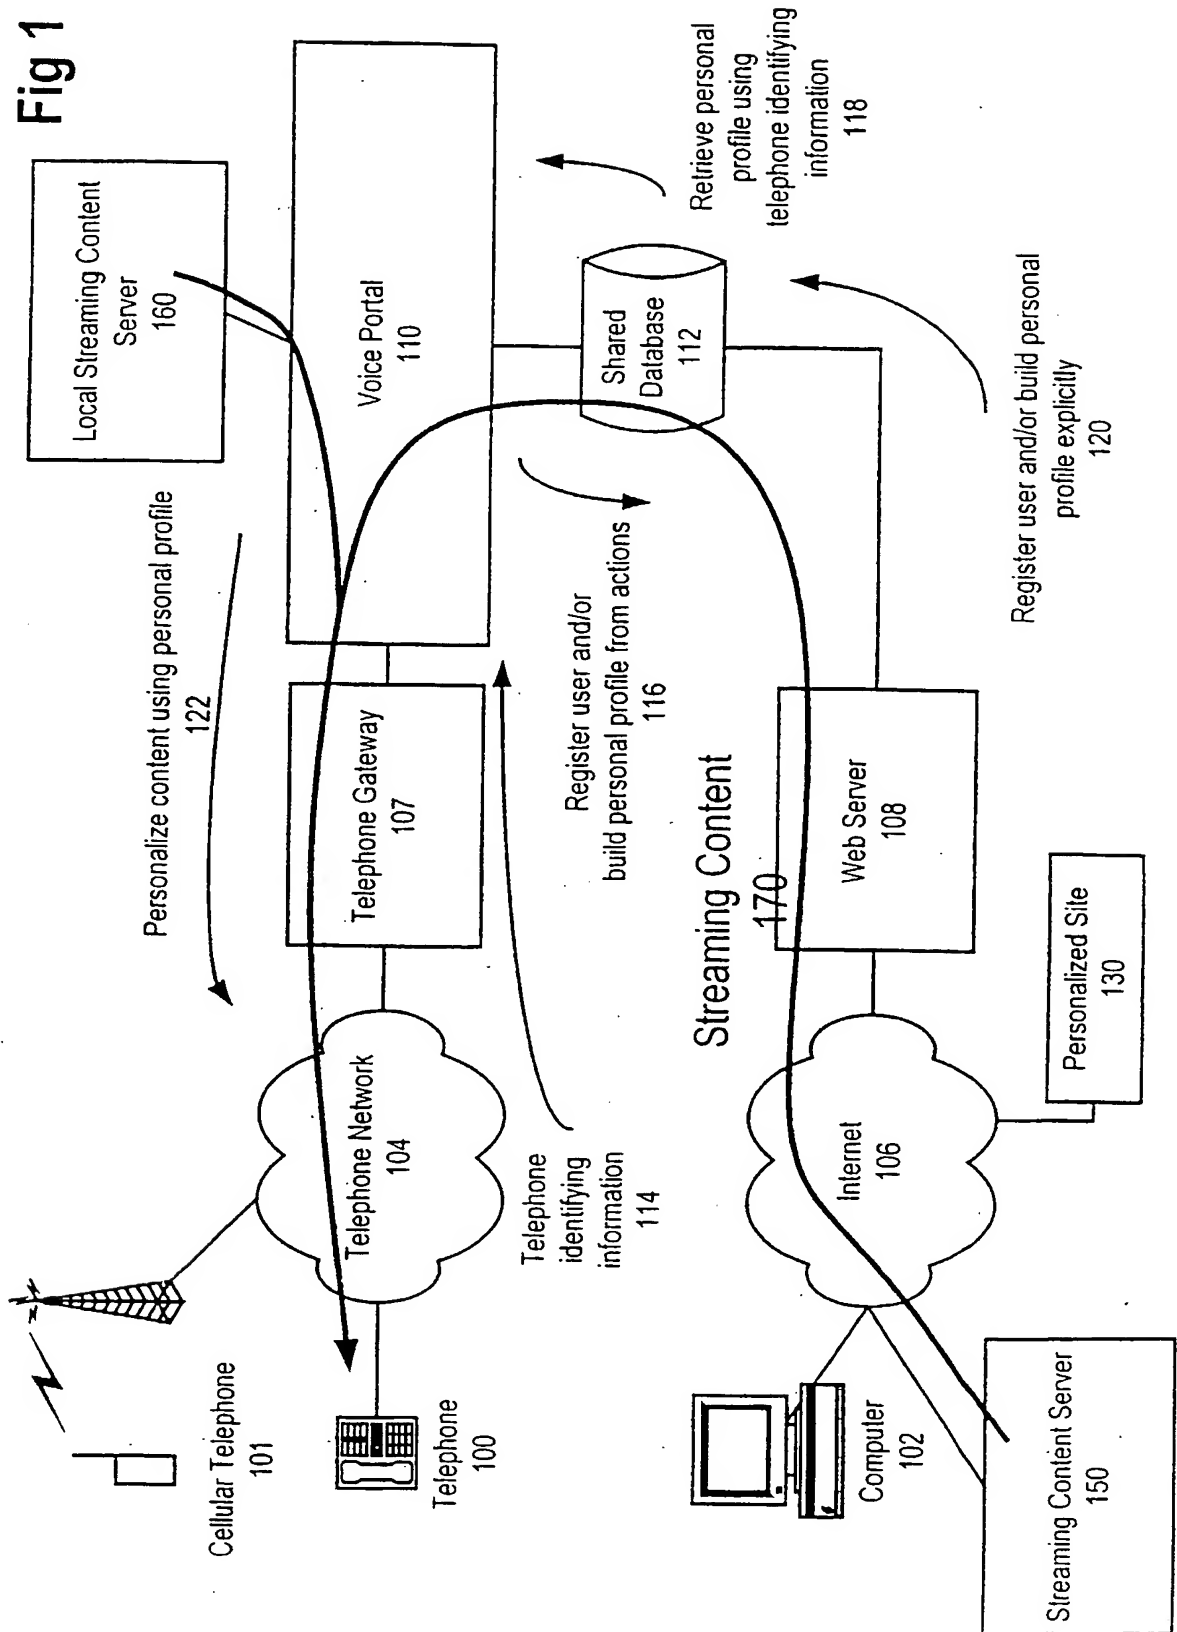 Fig 1
Local Streaming Content
Server
160
Personalize content using personal profile
122
Voice Portal
110
Retrieve personal
profile using
telephone identifying
information
118
Shared
Database
112
Register user and/or build personal
profile explicitly
120
Telephone Gateway
107
Register user and/or
build personal profile from actions
116
Streaming Content
170
Web Server
108
Personalized Site
130
Telephone Network
104
Telephone
identifying
information
114
Internet
106
Cellular Telephone
101
Telephone
100
Computer
102
Streaming Content Server
150